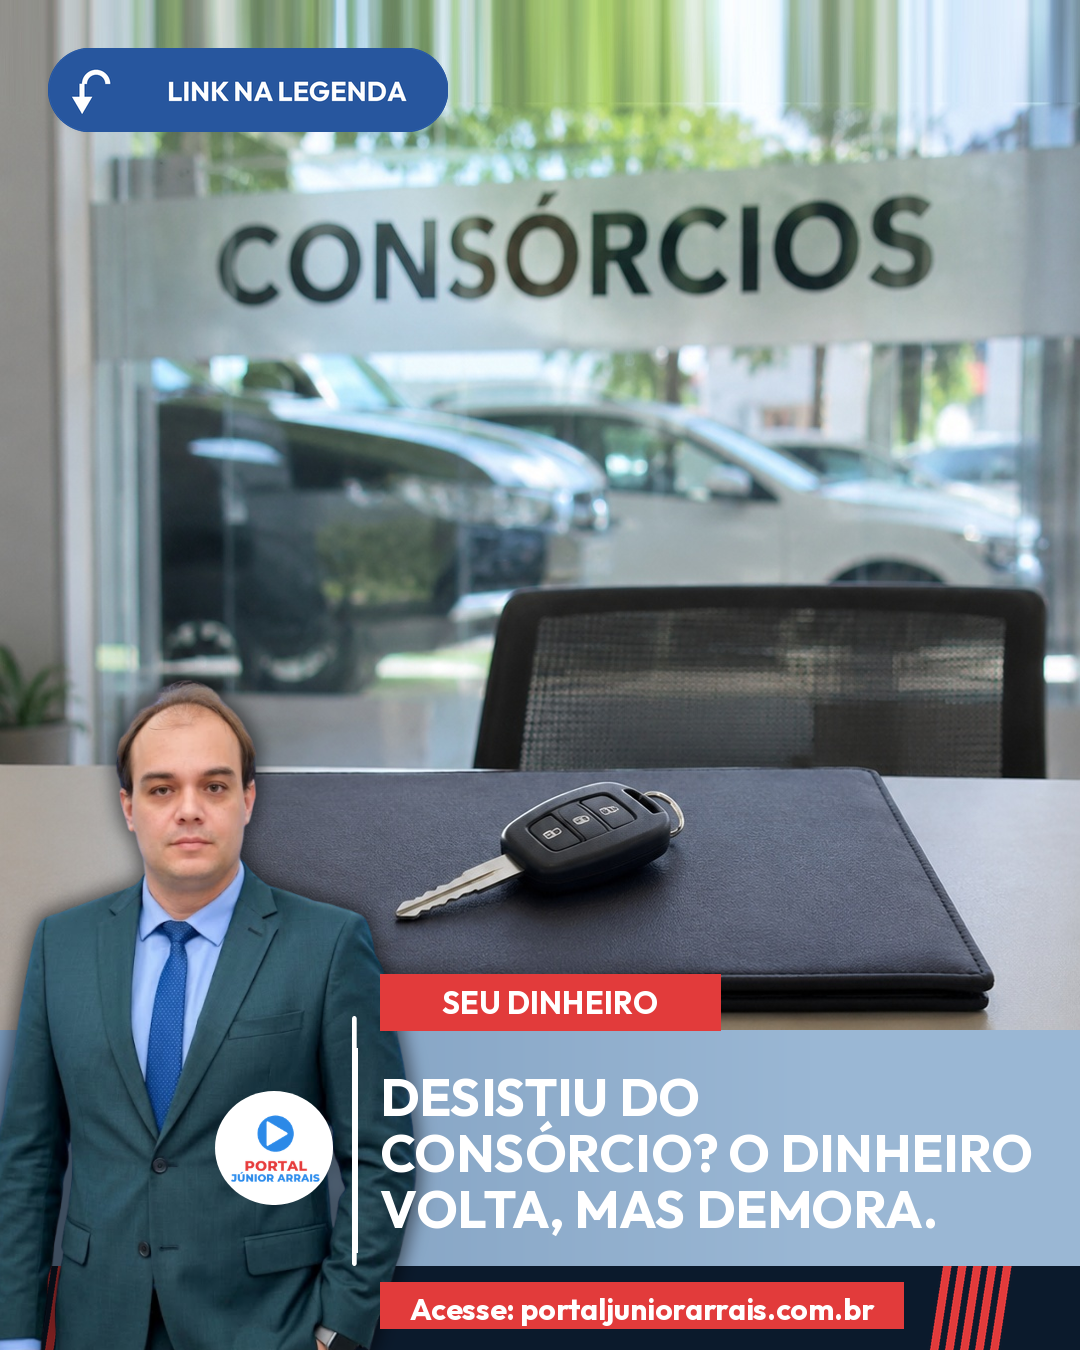 LINK NA LEGENDA
CONSÓRCIOS
SEU DINHEIRO
DESISTIU DO
CONSÓRCIO? O DINHEIRO
VOLTA, MAS DEMORA.
PORTAL
JÚNIOR ARRAIS
Acesse: portaljuniorarrais.com.br